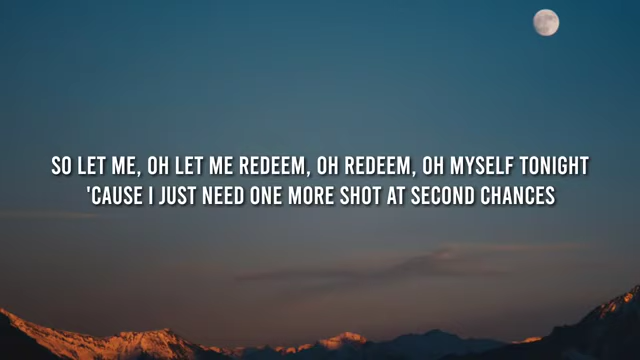 SO LET ME, OH LET ME REDEEM, OH REDEEM, OH MYSELF TONIGHT
'CAUSE I JUST NEED ONE MORE SHOT AT SECOND CHANCES